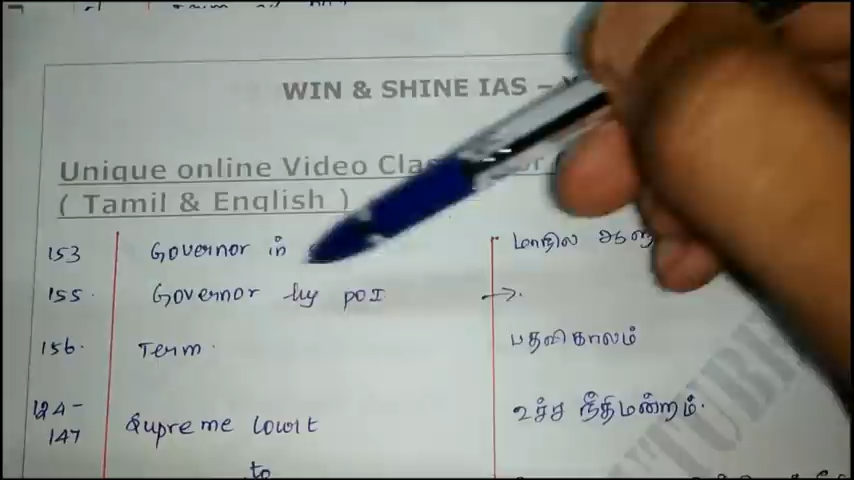 WIN & SHINE IAS –
Unique online Video
( Tamil & English )
153 Governor in மாநில
155. Governor by POI →.
156. Term. பதவிகாலம்
124-
147 Supreme Court உச்ச நீதிமன்றம்.
to